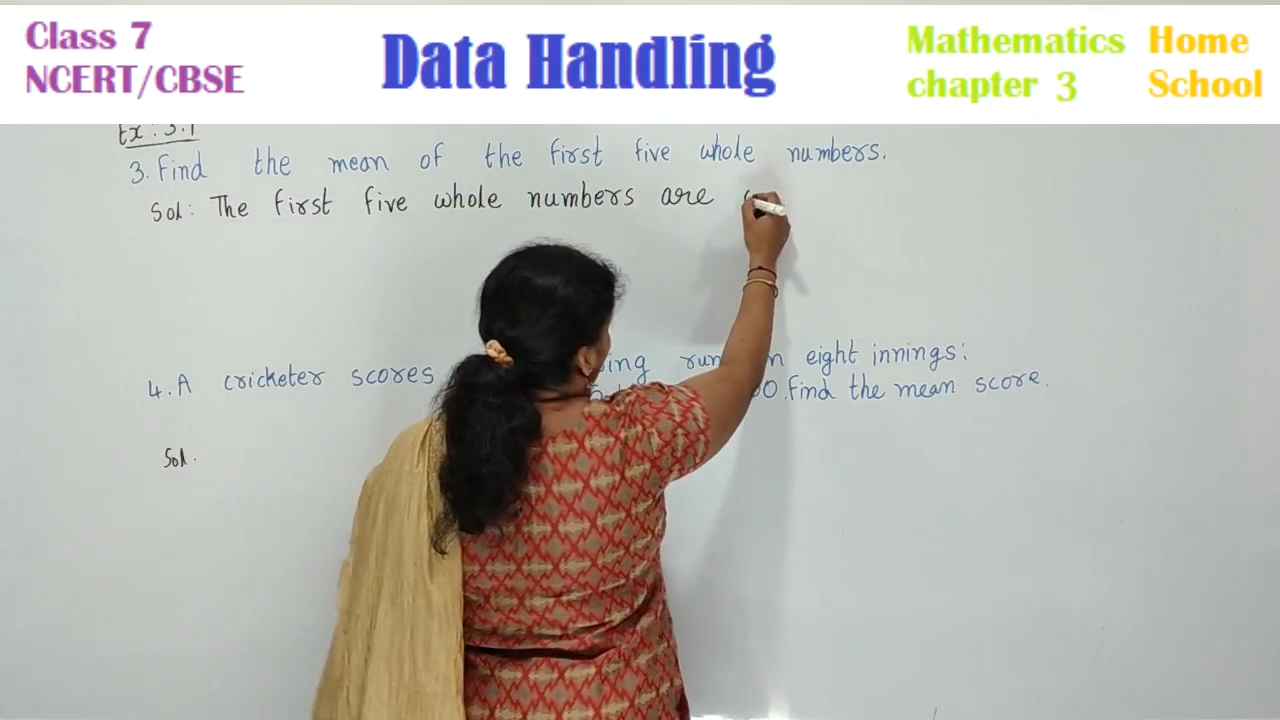 Class 7
NCERT/CBSE
Data Handling
Mathematics
chapter 3
Home
School
Ex: 3.1
3. Find the mean of the first five whole numbers.
Sol: The first five whole numbers are
4. A cricketer scores eight innings:
Find the mean score.
Sol.